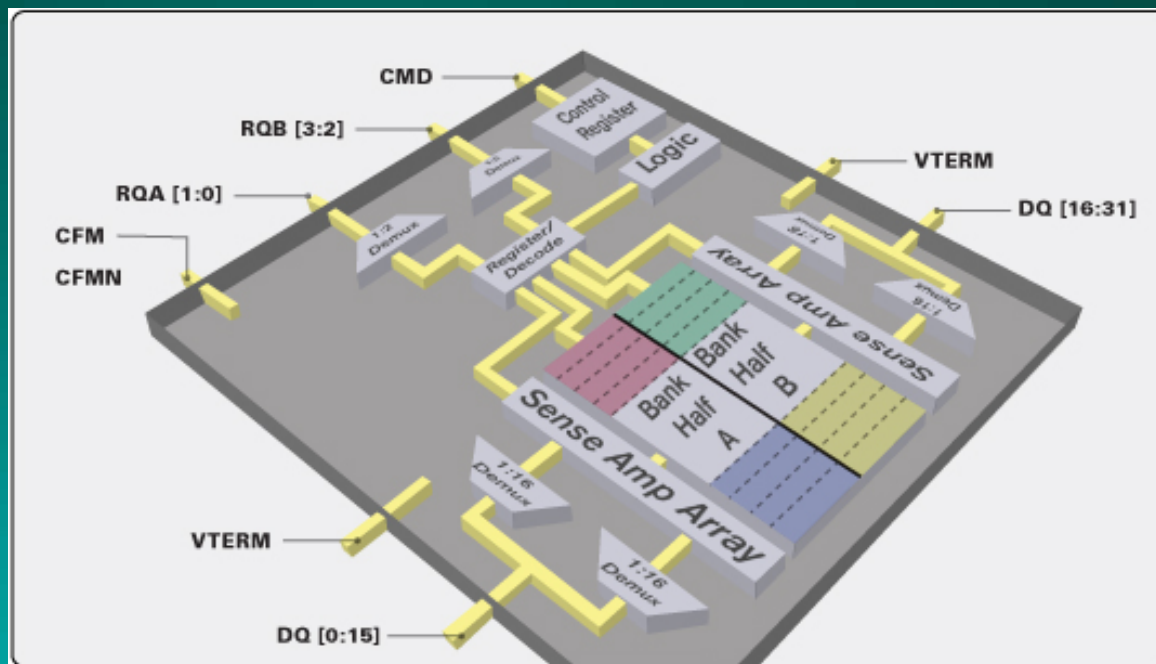 CMD
Control
Register
RQB [3:2]
Demux
Logic
VTERM
RQA [1:0]
1:2
Demux
DQ [16:31]
1:16
Demux
CFM
CFMN
Register/
Decode
Sense Amp Array
1:16
Demux
Bank
Half
B
Bank
Half
A
Sense Amp Array
1:16
Demux
VTERM
1:16
Demux
DQ [0:15]